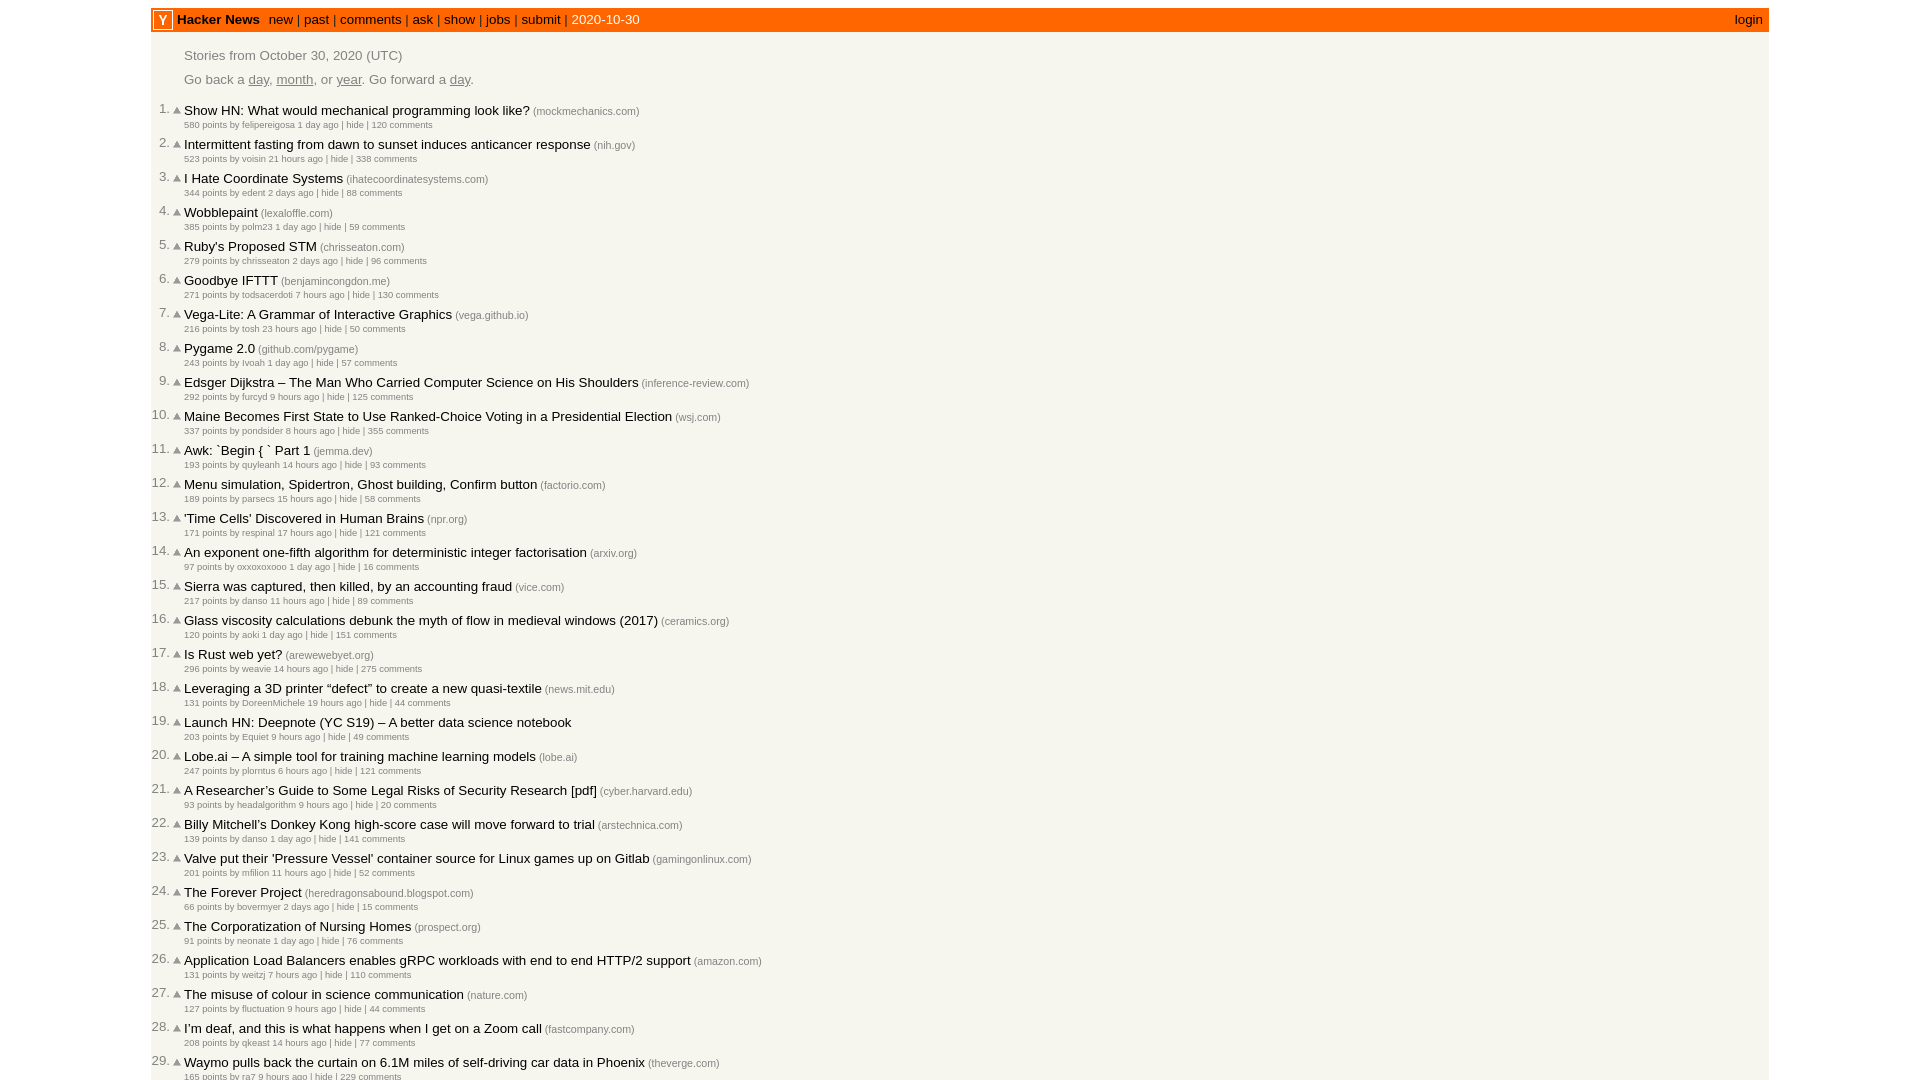 Y Hacker News new | past | comments | ask | show | jobs | submit | 2020-10-30 login
Stories from October 30, 2020 (UTC)
Go back a day, month, or year. Go forward a day.
1. Show HN: What would mechanical programming look like? (mockmechanics.com)
580 points by felipereigosa 1 day ago | hide | 120 comments
2. Intermittent fasting from dawn to sunset induces anticancer response (nih.gov)
523 points by voisin 21 hours ago | hide | 338 comments
3. I Hate Coordinate Systems (ihatecoordinatesystems.com)
344 points by edent 2 days ago | hide | 88 comments
4. Wobblepaint (lexaloffle.com)
385 points by polm23 1 day ago | hide | 59 comments
5. Ruby's Proposed STM (chrisseaton.com)
279 points by chrisseaton 2 days ago | hide | 96 comments
6. Goodbye IFTTT (benjamincongdon.me)
271 points by todsacerdoti 7 hours ago | hide | 130 comments
7. Vega-Lite: A Grammar of Interactive Graphics (vega.github.io)
216 points by tosh 23 hours ago | hide | 50 comments
8. Pygame 2.0 (github.com/pygame)
243 points by Ivoah 1 day ago | hide | 57 comments
9. Edsger Dijkstra – The Man Who Carried Computer Science on His Shoulders (inference-review.com)
292 points by furcyd 9 hours ago | hide | 125 comments
10. Maine Becomes First State to Use Ranked-Choice Voting in a Presidential Election (wsj.com)
337 points by pondsider 8 hours ago | hide | 355 comments
11. Awk: `Begin { ` Part 1 (jemma.dev)
193 points by quyleanh 14 hours ago | hide | 93 comments
12. Menu simulation, Spidertron, Ghost building, Confirm button (factorio.com)
189 points by parsecs 15 hours ago | hide | 58 comments
13. 'Time Cells' Discovered in Human Brains (npr.org)
171 points by respinal 17 hours ago | hide | 121 comments
14. An exponent one-fifth algorithm for deterministic integer factorisation (arxiv.org)
97 points by oxxoxoxooo 1 day ago | hide | 16 comments
15. Sierra was captured, then killed, by an accounting fraud (vice.com)
217 points by danso 11 hours ago | hide | 89 comments
16. Glass viscosity calculations debunk the myth of flow in medieval windows (2017) (ceramics.org)
120 points by aoki 1 day ago | hide | 151 comments
17. Is Rust web yet? (arewewebyet.org)
296 points by weavie 14 hours ago | hide | 275 comments
18. Leveraging a 3D printer “defect” to create a new quasi-textile (news.mit.edu)
131 points by DoreenMichele 19 hours ago | hide | 44 comments
19. Launch HN: Deepnote (YC S19) – A better data science notebook
203 points by Equiet 9 hours ago | hide | 49 comments
20. Lobe.ai – A simple tool for training machine learning models (lobe.ai)
247 points by plorntus 6 hours ago | hide | 121 comments
21. A Researcher’s Guide to Some Legal Risks of Security Research [pdf] (cyber.harvard.edu)
93 points by headalgorithm 9 hours ago | hide | 20 comments
22. Billy Mitchell’s Donkey Kong high-score case will move forward to trial (arstechnica.com)
139 points by danso 1 day ago | hide | 141 comments
23. Valve put their 'Pressure Vessel' container source for Linux games up on Gitlab (gamingonlinux.com)
201 points by mfilion 11 hours ago | hide | 52 comments
24. The Forever Project (heredragonsabound.blogspot.com)
66 points by bovermyer 2 days ago | hide | 15 comments
25. The Corporatization of Nursing Homes (prospect.org)
91 points by neonate 1 day ago | hide | 76 comments
26. Application Load Balancers enables gRPC workloads with end to end HTTP/2 support (amazon.com)
131 points by weitzj 7 hours ago | hide | 110 comments
27. The misuse of colour in science communication (nature.com)
127 points by fluctuation 9 hours ago | hide | 44 comments
28. I’m deaf, and this is what happens when I get on a Zoom call (fastcompany.com)
208 points by qkeast 14 hours ago | hide | 77 comments
29. Waymo pulls back the curtain on 6.1M miles of self-driving car data in Phoenix (theverge.com)
165 points by ra7 9 hours ago | hide | 229 comments